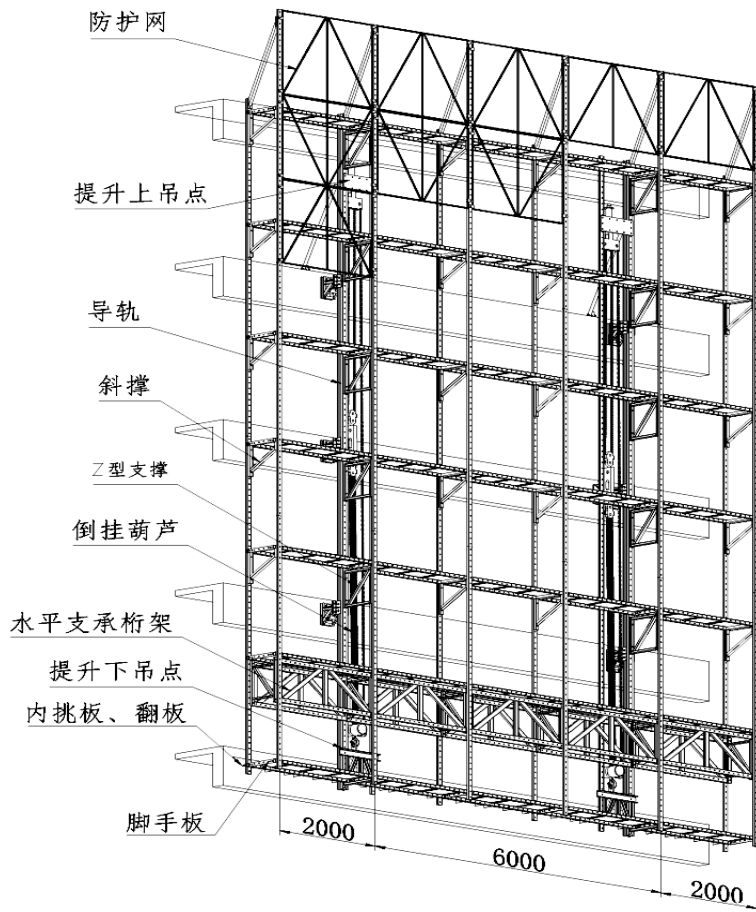 防护网
提升上吊点
导轨
斜撑
Z型支撑
倒挂葫芦
水平支承桁架
提升下吊点
内挑板、翻板
脚手板
2000
6000
2000